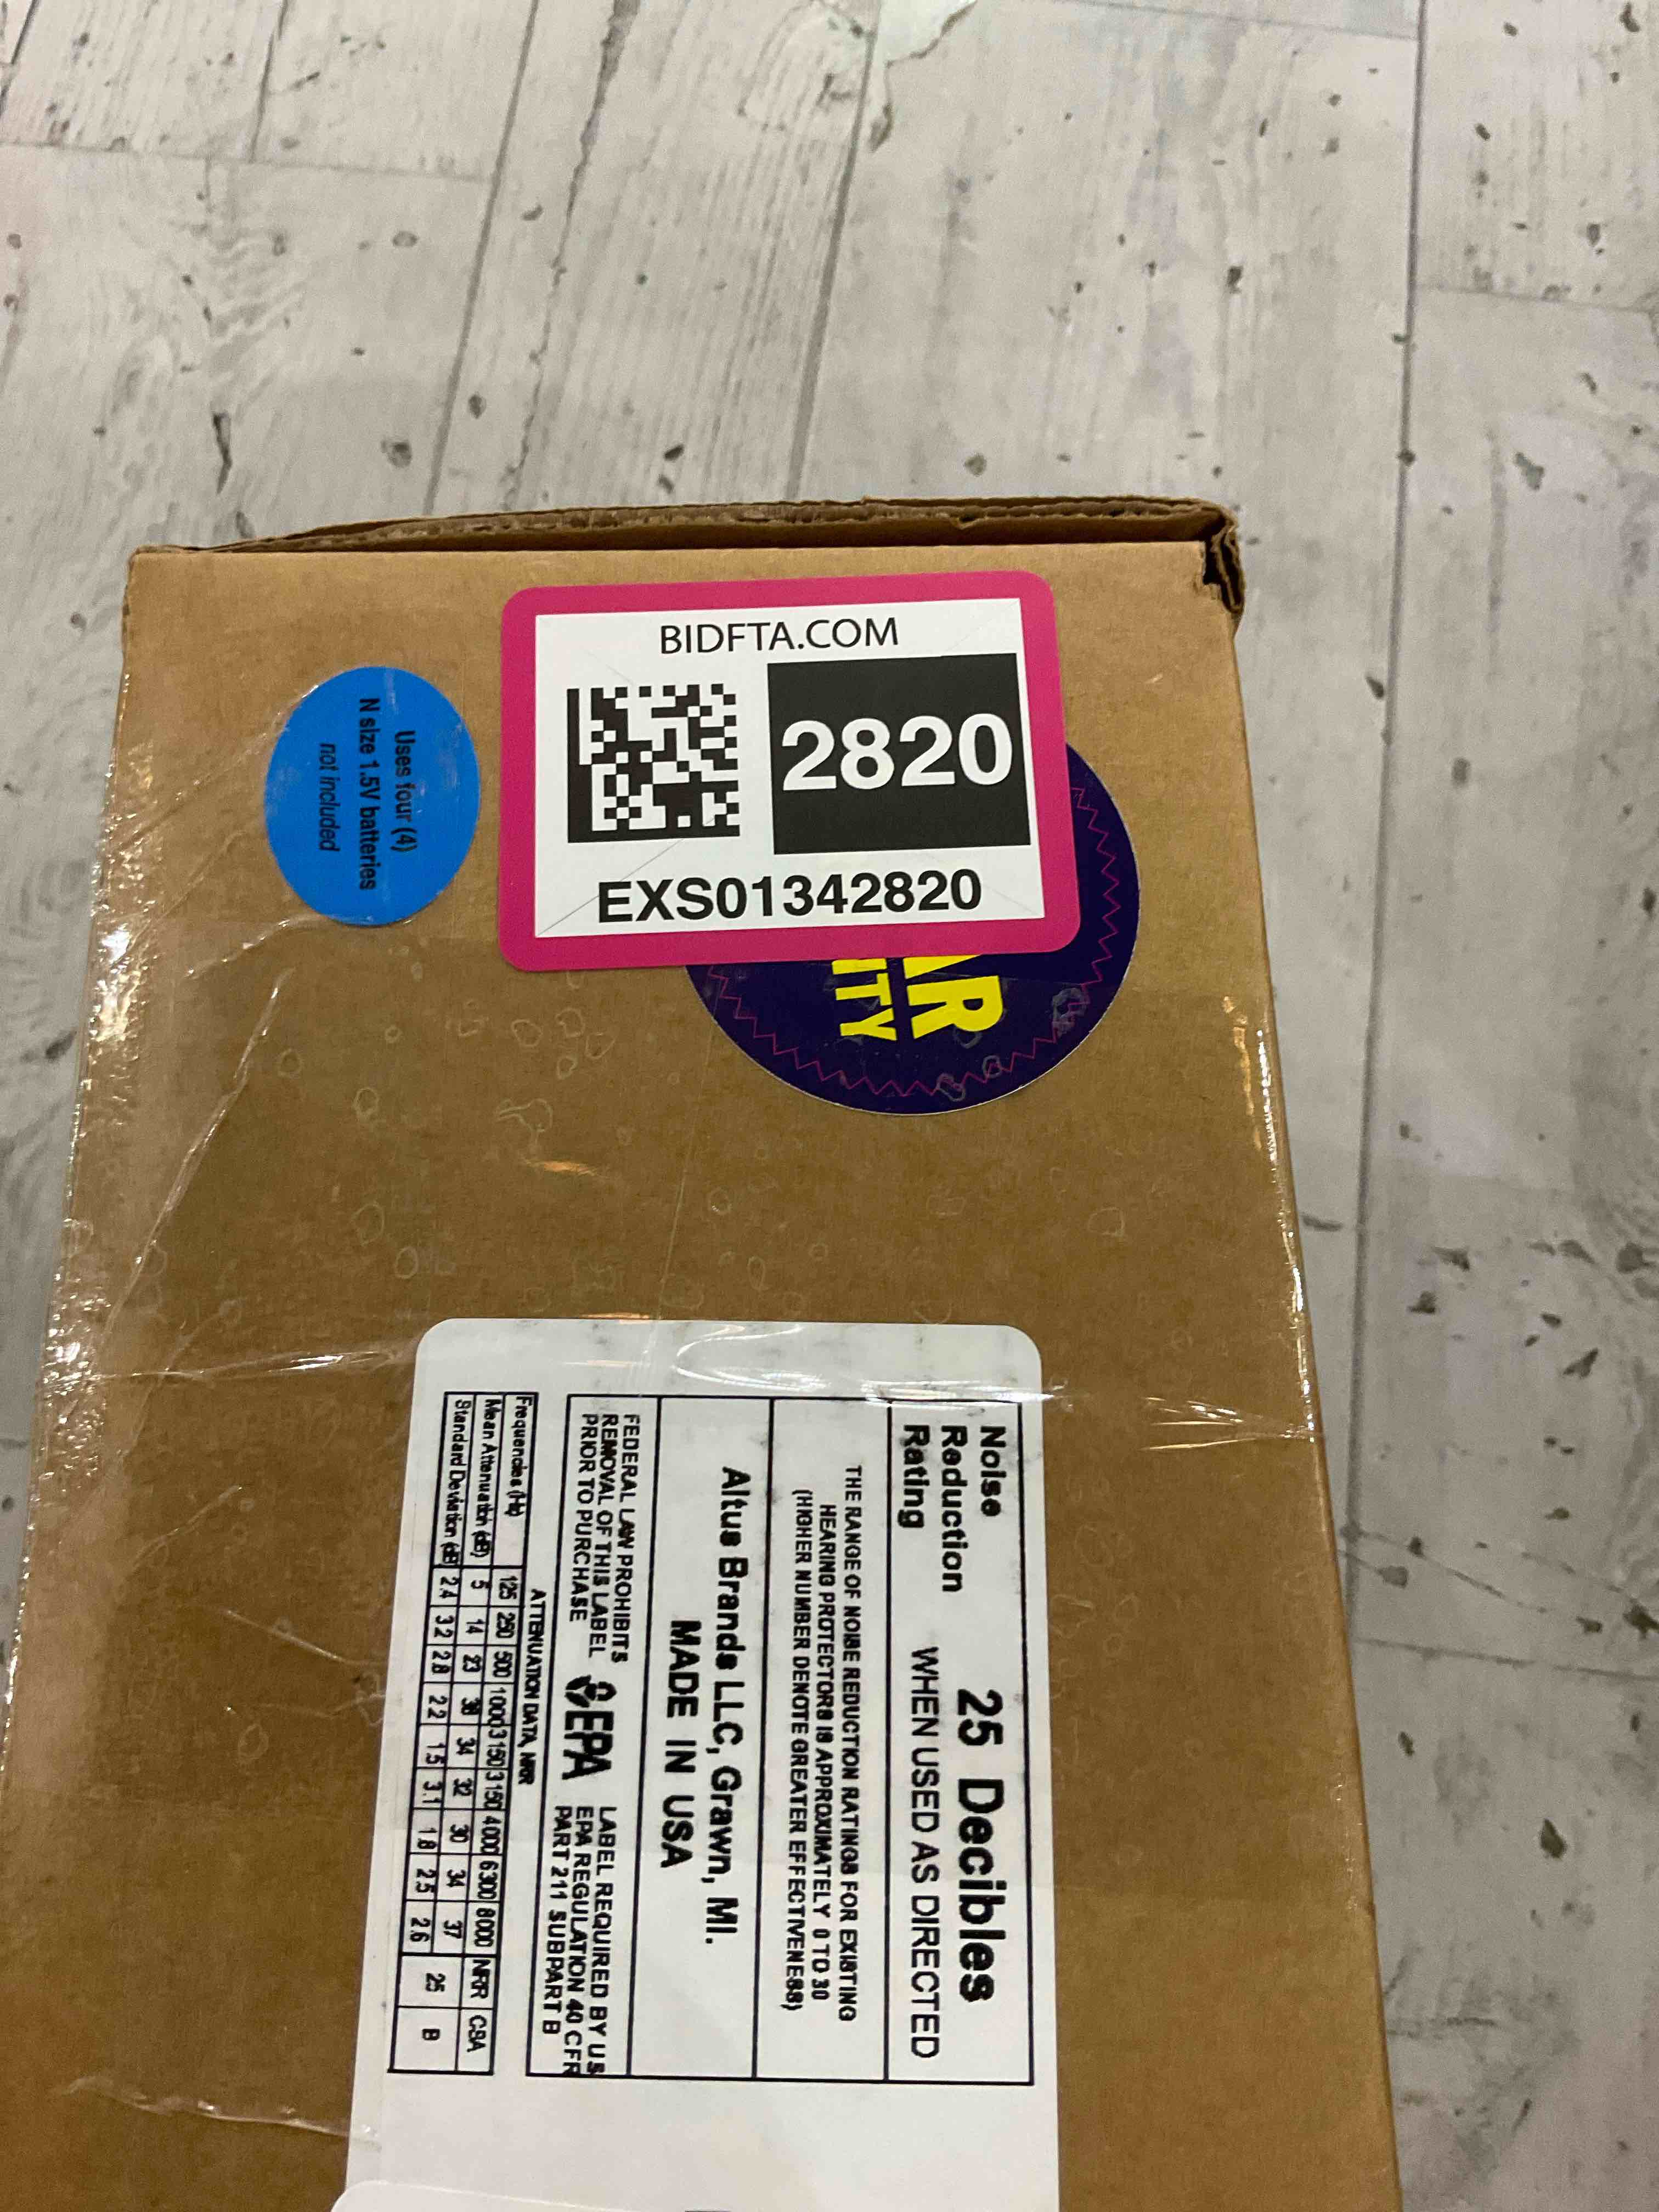 BIDFTA.COM
2820
EXS01342820
Uses four (4)
N size 1.5V batteries
not included
AR
ITY
Noise
Reduction
Rating
25 Decibles
WHEN USED AS DIRECTED
THE RANGE OF NOISE REDUCTION RATINGS FOR EXISTING
HEARING PROTECTORS IS APPROXIMATELY 0 TO 30
(HIGHER NUMBER DENOTE GREATER EFFECTIVENESS)
Altus Brands LLC, Grawn, MI.
MADE IN USA
FEDERAL LAW PROHIBITS
REMOVAL OF THIS LABEL
PRIOR TO PURCHASE
EPA
LABEL REQUIRED BY US
EPA REGULATION 40 CFR
PART 211 SUBPART B
ATTENUATION DATA, NRR
Frequencies (Hz) 125 250 500 1000 3150 3150 4000 6300 8000 NRR CSA
Mean Attenuation (dB) 5 14 23 38 34 32 30 34 37 25 B
Standard Deviation (dB) 2.4 3.2 2.8 2.2 1.5 3.1 1.8 2.5 2.6